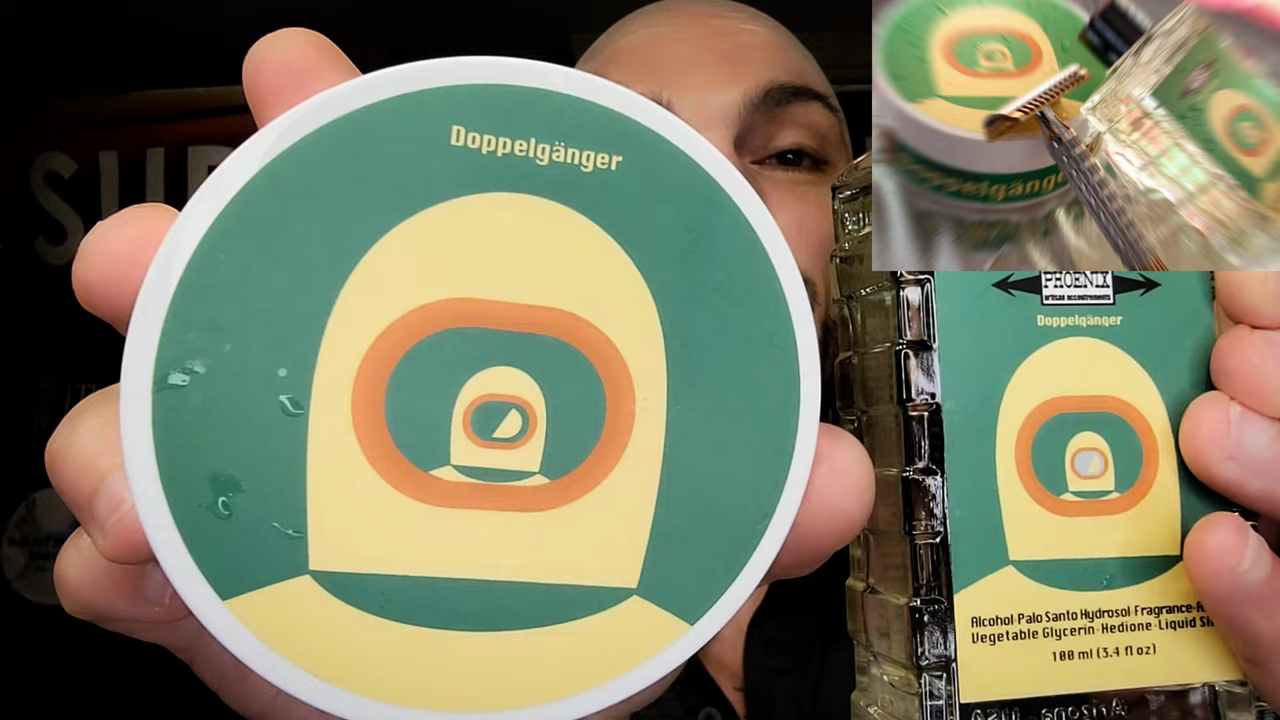 Doppelgänger
Doppelgänger
PHOENIX
artisan accoutrements
Doppelgänger
Alcohol·Palo Santo Hydrosol·Fragrance·
Vegetable Glycerin·Hedione·Liquid
100 ml (3.4 fl oz)